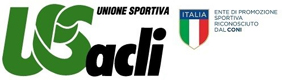 UNIONE SPORTIVA
US acli
ITALIA
ENTE DI PROMOZIONE
SPORTIVA
RICONOSCIUTO
DAL CONI